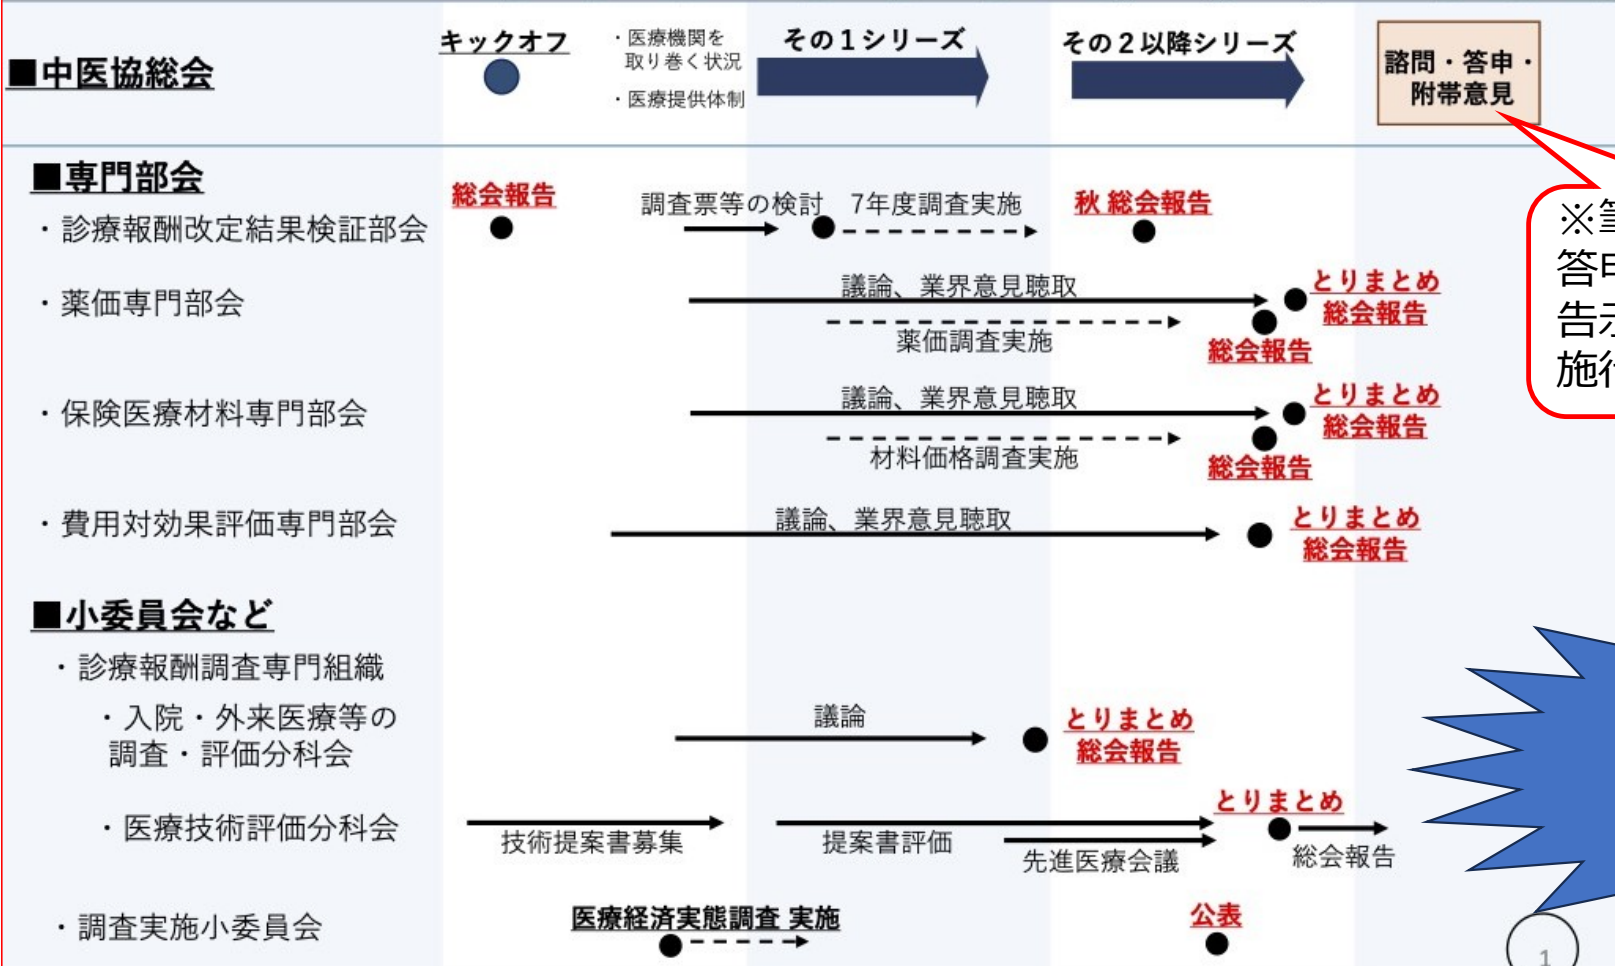 ■中医協総会
キックオフ
・医療機関を
取り巻く状況
・医療提供体制
その1シリーズ
その2以降シリーズ
諮問・答申・
附帯意見
■専門部会
・診療報酬改定結果検証部会
総会報告
調査票等の検討
7年度調査実施
秋 総会報告
※
答申
告示
施行
・薬価専門部会
議論、業界意見聴取
薬価調査実施
とりまとめ
総会報告
総会報告
・保険医療材料専門部会
議論、業界意見聴取
材料価格調査実施
とりまとめ
総会報告
総会報告
・費用対効果評価専門部会
議論、業界意見聴取
とりまとめ
総会報告
■小委員会など
・診療報酬調査専門組織
・入院・外来医療等の
調査・評価分科会
議論
とりまとめ
総会報告
・医療技術評価分科会
技術提案書募集
提案書評価
先進医療会議
とりまとめ
総会報告
・調査実施小委員会
医療経済実態調査 実施
公表
1